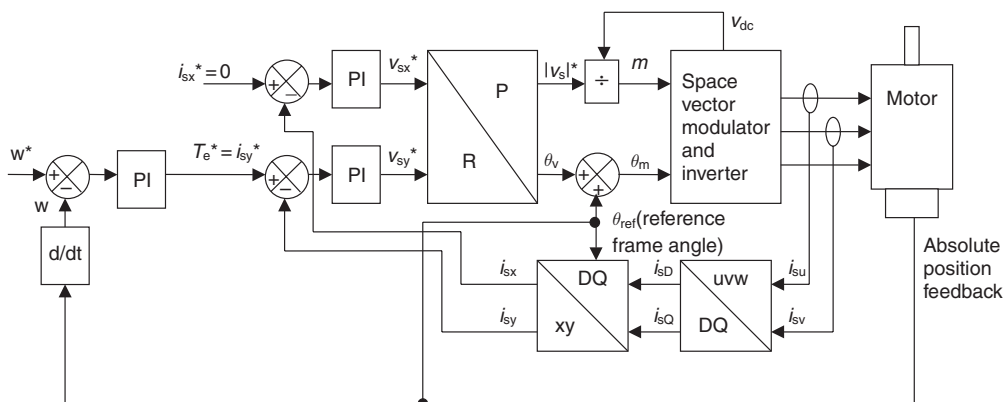 v_dc
i_sx* = 0
+
−
PI
v_sx*
P
R
|v_s|*
÷
m
Space
vector
modulator
and
inverter
Motor
w*
+
−
w
PI
T_e* = i_sy*
+
−
PI
v_sy*
θ_v
+
+
θ_m
θ_ref(reference
frame angle)
d/dt
i_sx
i_sy
DQ
xy
i_sD
i_sQ
uvw
DQ
i_su
i_sv
Absolute
position
feedback